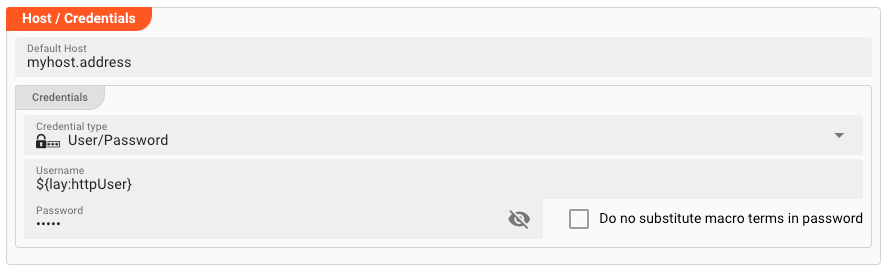 Host / Credentials
Default Host
myhost.address
Credentials
Credential type
User/Password
Username
${lay:httpUser}
Password
•••••
Do no substitute macro terms in password